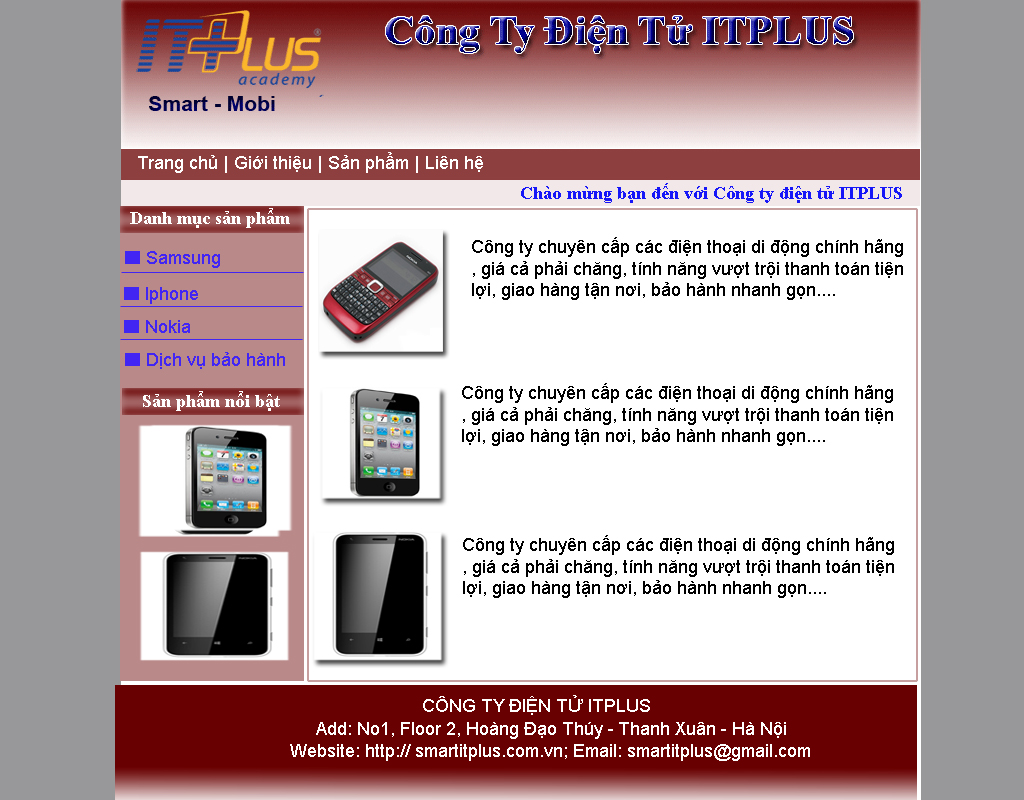 ITPLUS®
academy
Smart - Mobi
Công Ty Điện Tử ITPLUS
Trang chủ | Giới thiệu | Sản phẩm | Liên hệ
Chào mừng bạn đến với Công ty điện tử ITPLUS
Danh mục sản phẩm
Samsung
Iphone
Nokia
Dịch vụ bảo hành
Sản phẩm nổi bật
Công ty chuyên cấp các điện thoại di động chính hãng
, giá cả phải chăng, tính năng vượt trội thanh toán tiện
lợi, giao hàng tận nơi, bảo hành nhanh gọn....
Công ty chuyên cấp các điện thoại di động chính hãng
, giá cả phải chăng, tính năng vượt trội thanh toán tiện
lợi, giao hàng tận nơi, bảo hành nhanh gọn....
Công ty chuyên cấp các điện thoại di động chính hãng
, giá cả phải chăng, tính năng vượt trội thanh toán tiện
lợi, giao hàng tận nơi, bảo hành nhanh gọn....
CÔNG TY ĐIỆN TỬ ITPLUS
Add: No1, Floor 2, Hoàng Đạo Thúy - Thanh Xuân - Hà Nội
Website: http:// smartitplus.com.vn; Email: smartitplus@gmail.com